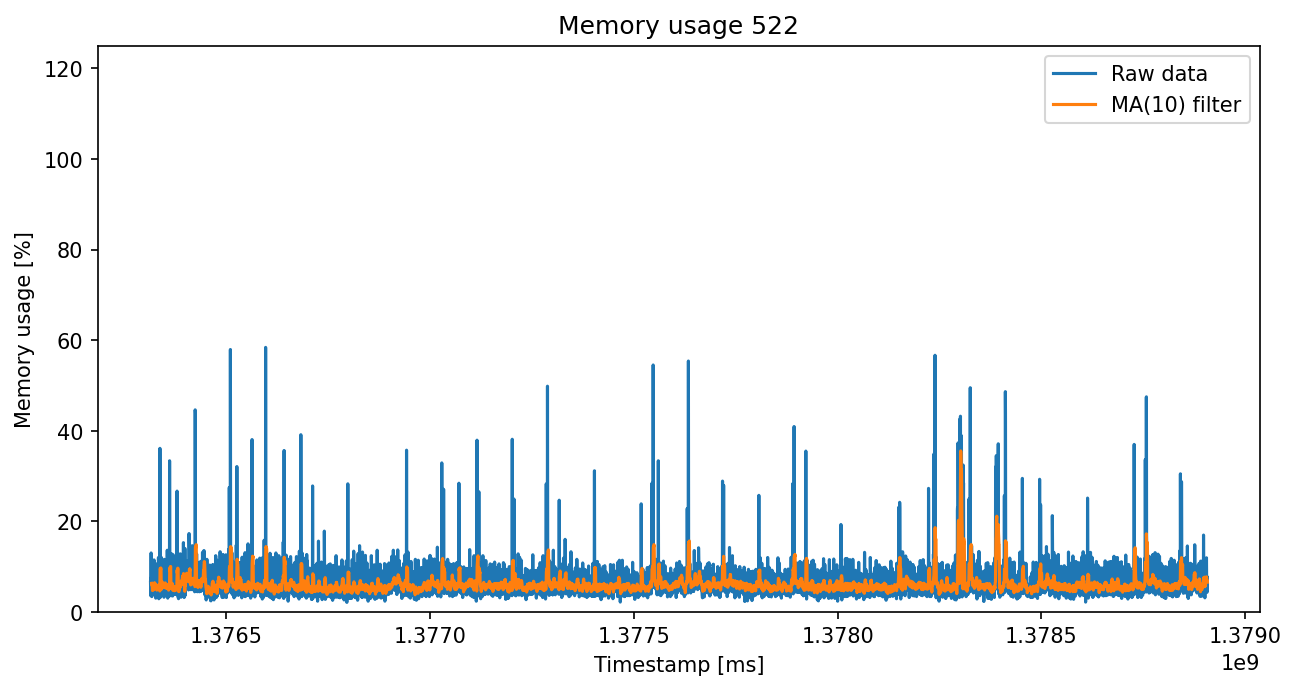 Memory usage 522
Raw data
MA(10) filter
Memory usage [%]
120
100
80
60
40
20
0
1.3765 1.3770 1.3775 1.3780 1.3785 1.3790
1e9
Timestamp [ms]